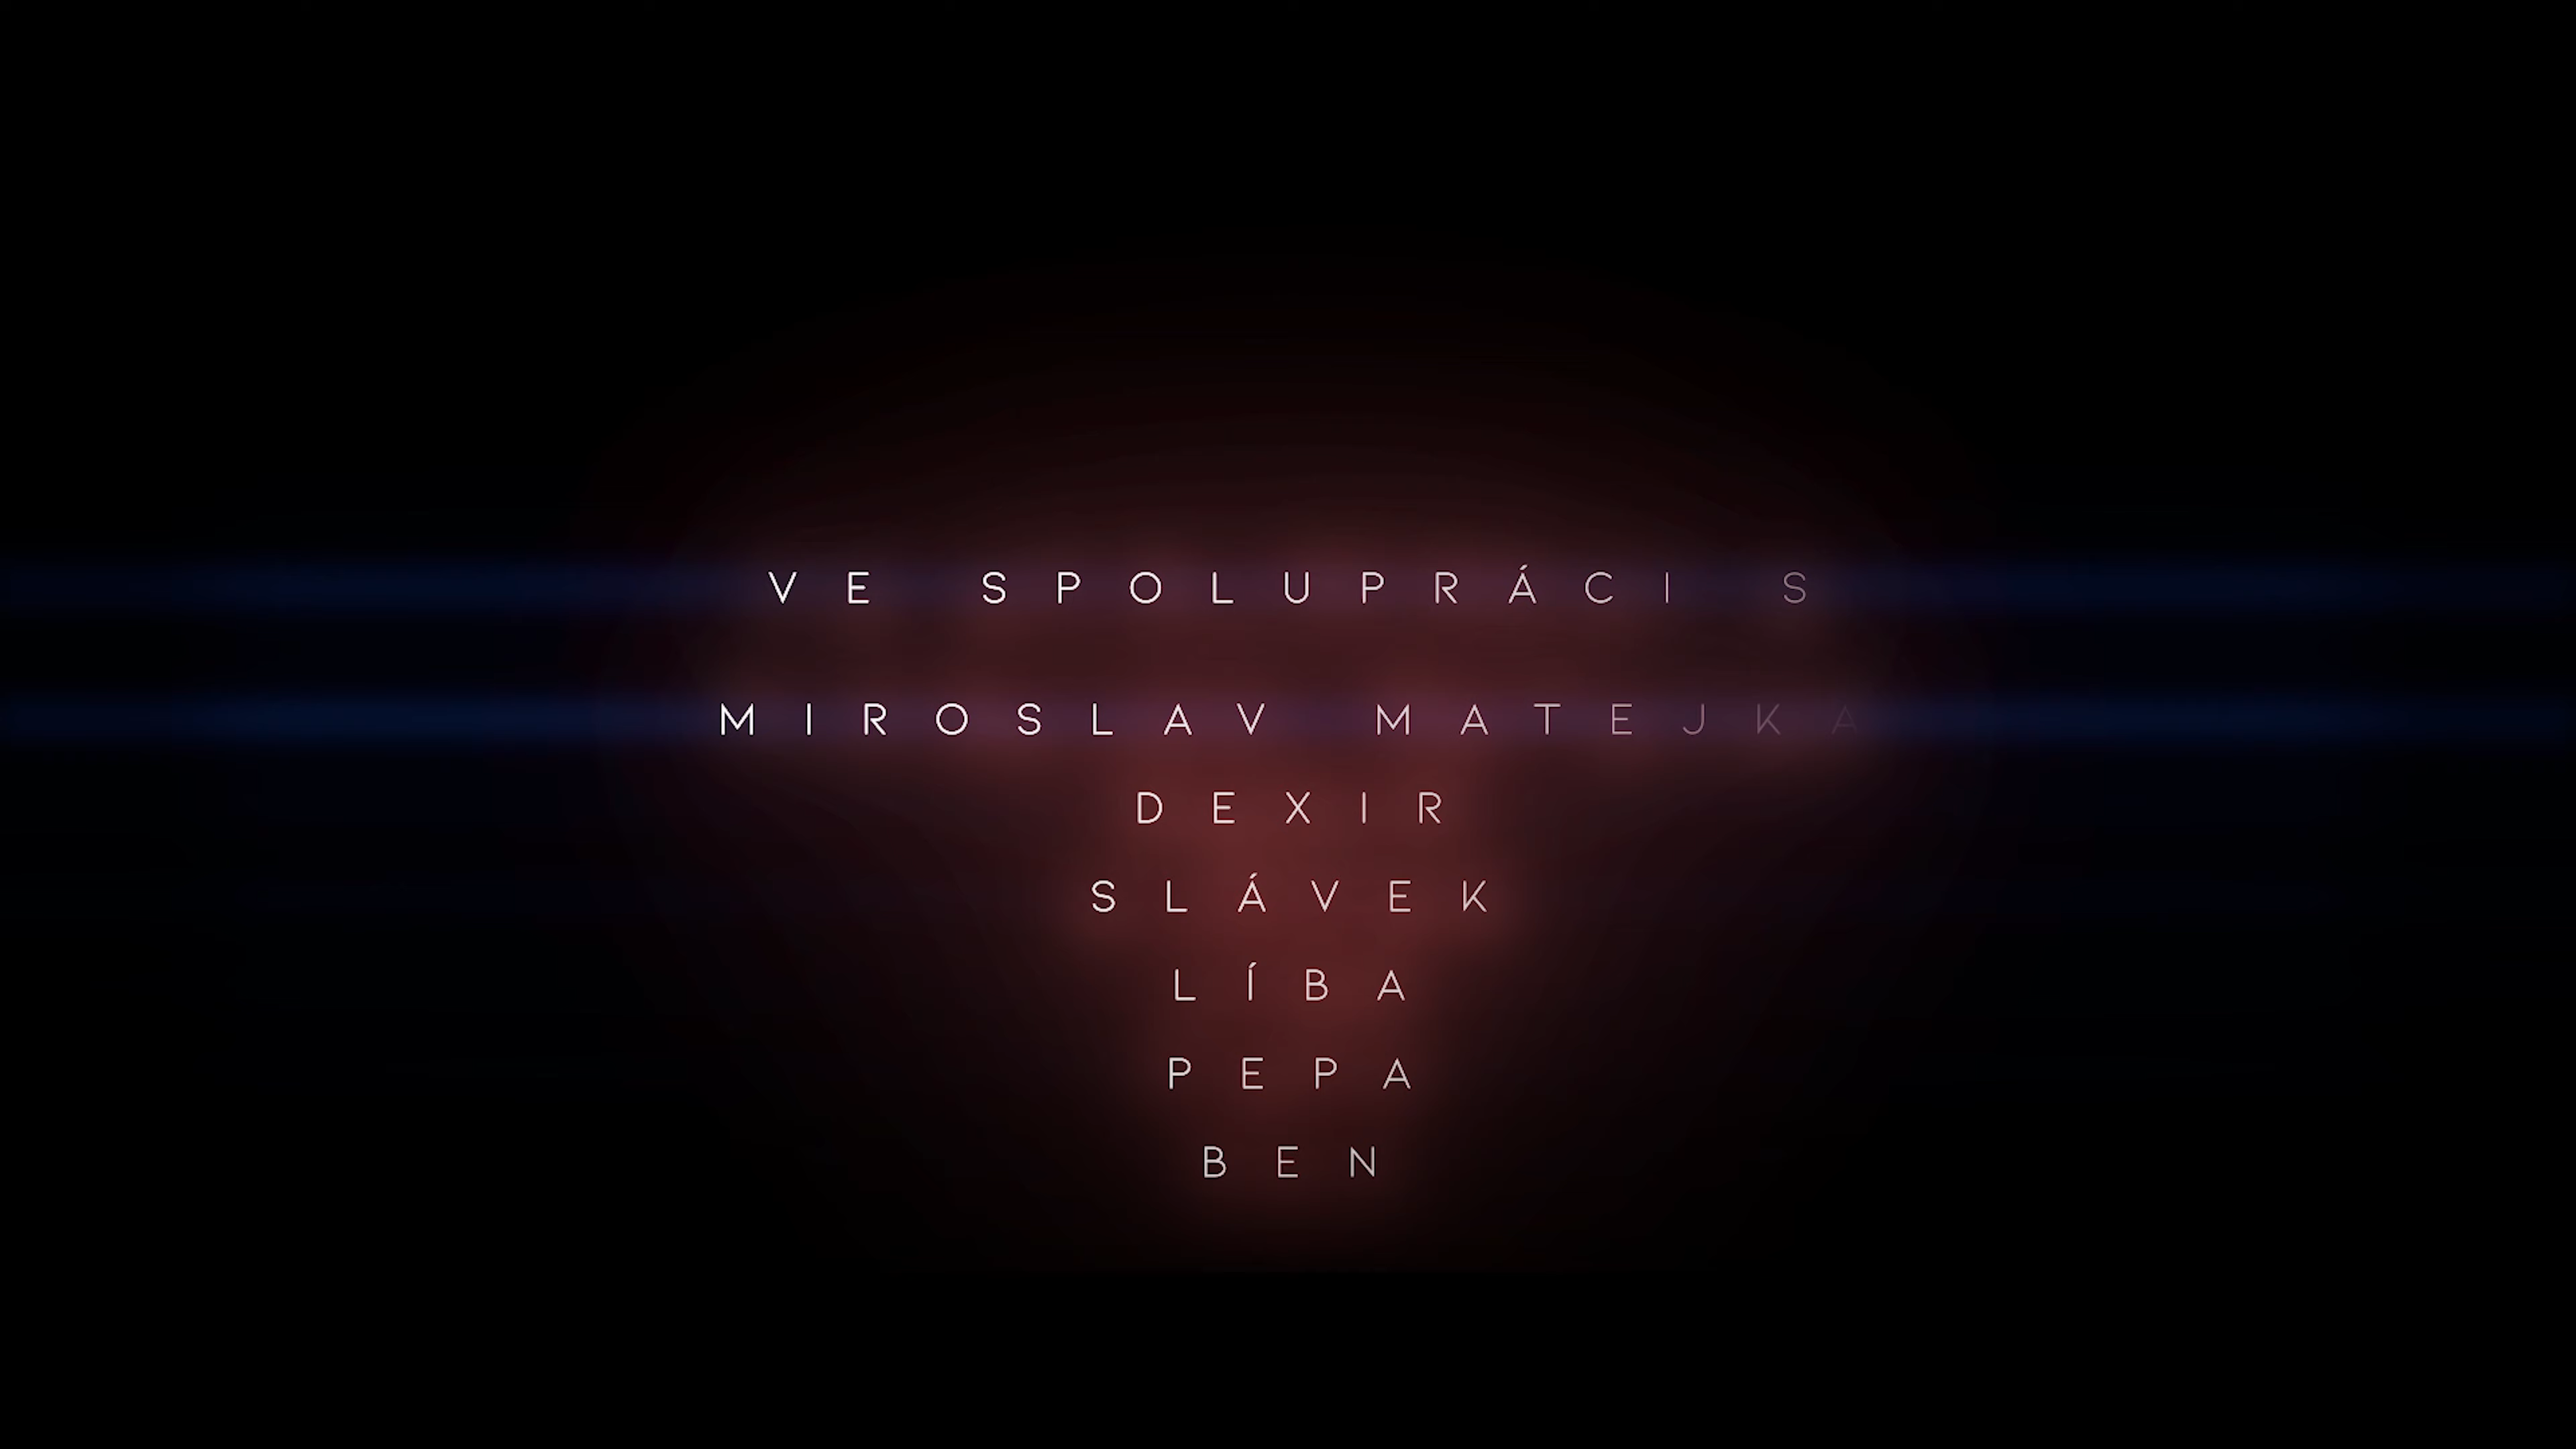 VE SPOLUPRÁCI S
MIROSLAV MATEJKA
DEXIR
SLÁVEK
LÍBA
PEPA
BEN